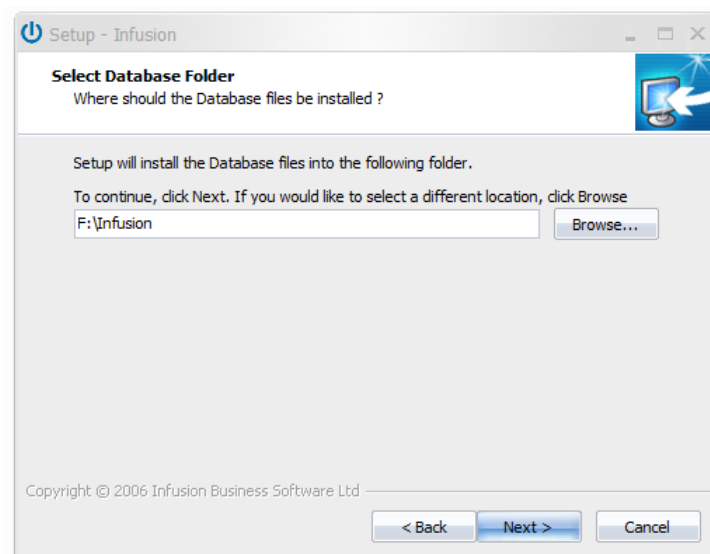 Setup - Infusion
Select Database Folder
Where should the Database files be installed ?
Setup will install the Database files into the following folder.
To continue, click Next. If you would like to select a different location, click Browse
F:\Infusion
Browse...
Copyright © 2006 Infusion Business Software Ltd
< Back
Next >
Cancel